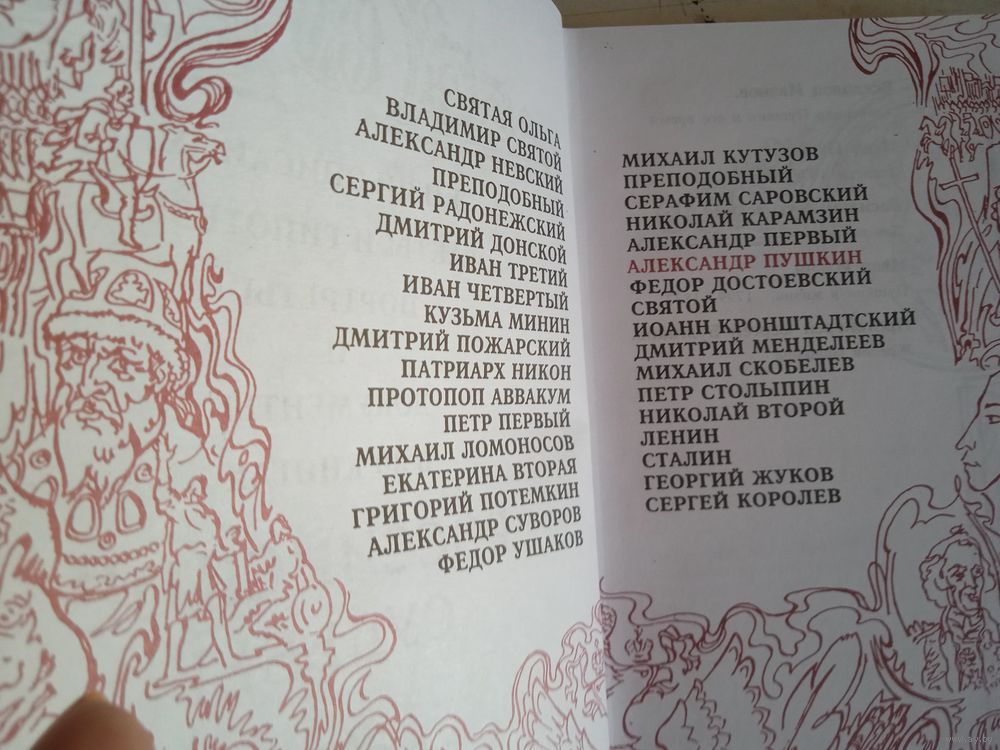 СВЯТАЯ ОЛЬГА
ВЛАДИМИР СВЯТОЙ
АЛЕКСАНДР НЕВСКИЙ
ПРЕПОДОБНЫЙ
СЕРГИЙ РАДОНЕЖСКИЙ
ДМИТРИЙ ДОНСКОЙ
ИВАН ТРЕТИЙ
ИВАН ЧЕТВЕРТЫЙ
КУЗЬМА МИНИН
ДМИТРИЙ ПОЖАРСКИЙ
ПАТРИАРХ НИКОН
ПРОТОПОП АВВАКУМ
ПЕТР ПЕРВЫЙ
МИХАИЛ ЛОМОНОСОВ
ЕКАТЕРИНА ВТОРАЯ
ГРИГОРИЙ ПОТЕМКИН
АЛЕКСАНДР СУВОРОВ
ФЕДОР УШАКОВ
МИХАИЛ КУТУЗОВ
ПРЕПОДОБНЫЙ
СЕРАФИМ САРОВСКИЙ
НИКОЛАЙ КАРАМЗИН
АЛЕКСАНДР ПЕРВЫЙ
АЛЕКСАНДР ПУШКИН
ФЕДОР ДОСТОЕВСКИЙ
СВЯТОЙ
ИОАНН КРОНШТАДТСКИЙ
ДМИТРИЙ МЕНДЕЛЕЕВ
МИХАИЛ СКОБЕЛЕВ
ПЕТР СТОЛЫПИН
НИКОЛАЙ ВТОРОЙ
ЛЕНИН
СТАЛИН
ГЕОРГИЙ ЖУКОВ
СЕРГЕЙ КОРОЛЕВ